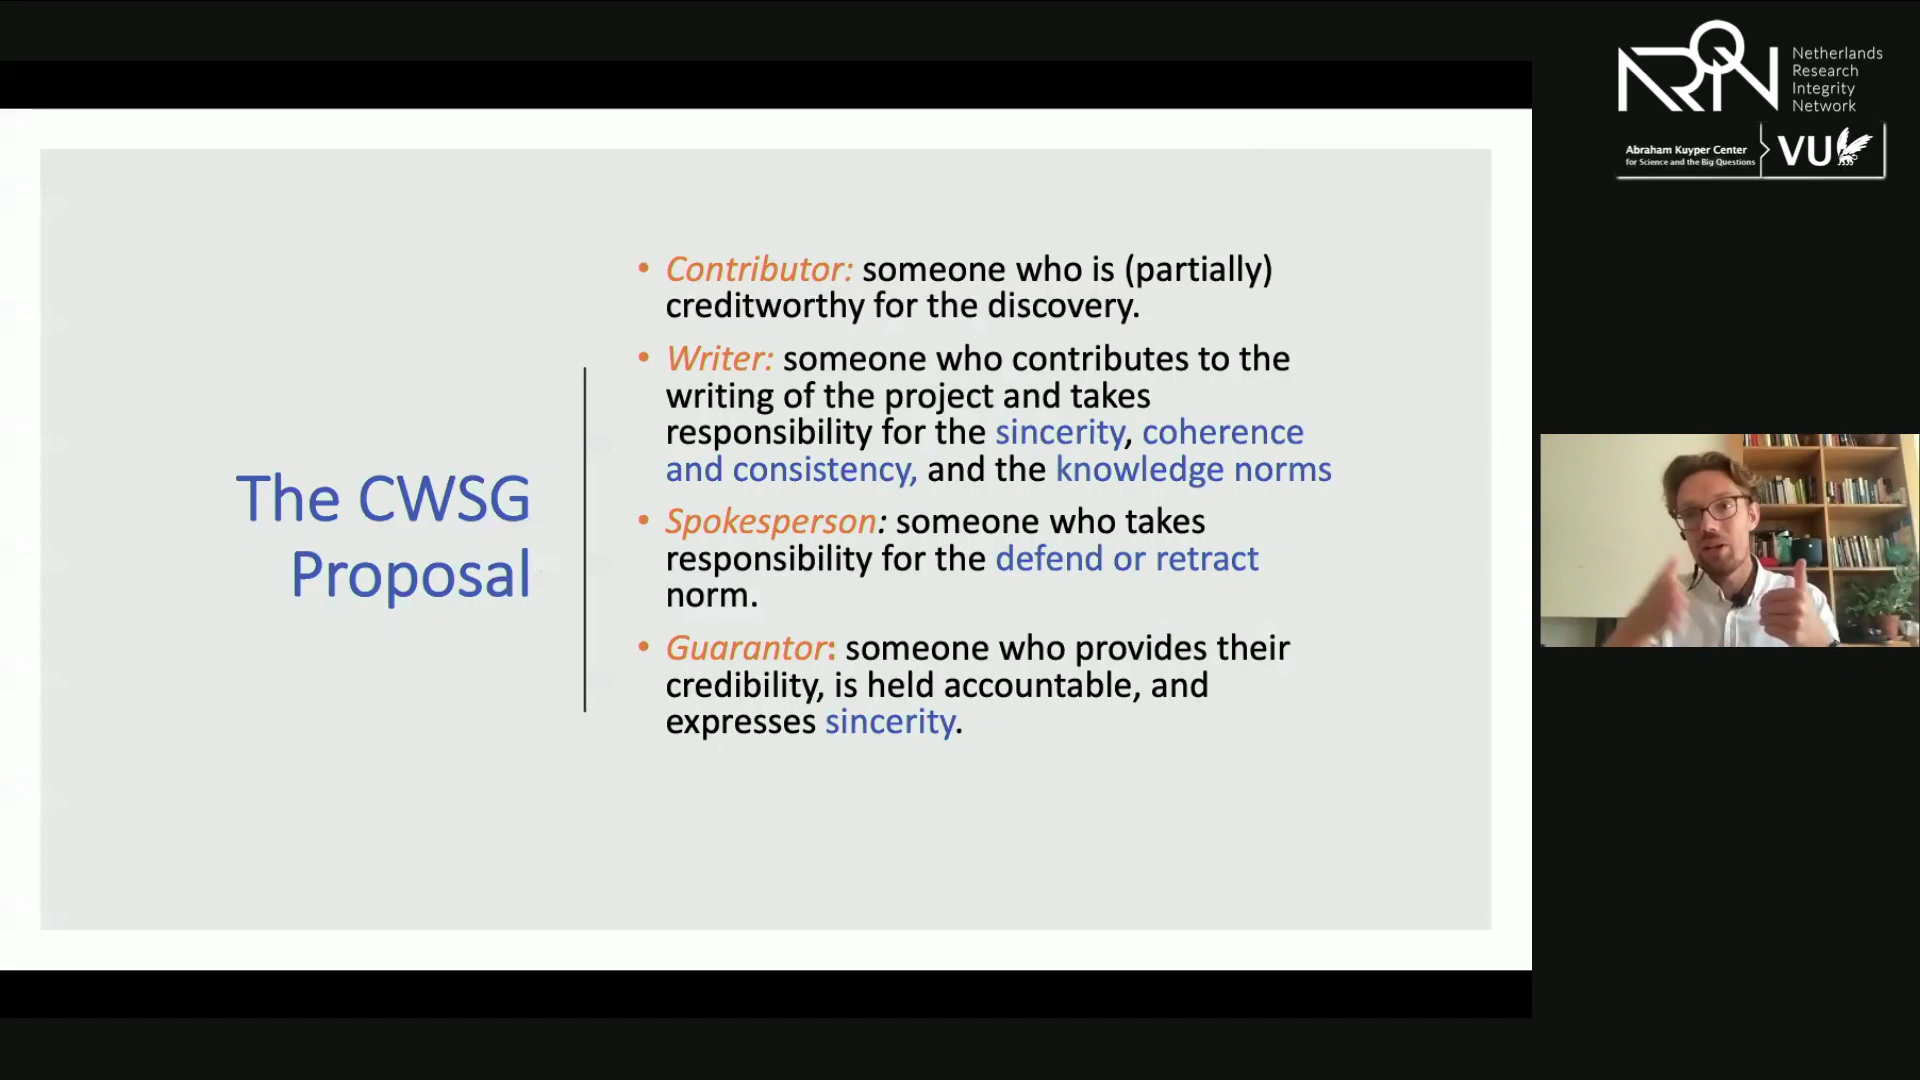 NRIN
Netherlands
Research
Integrity
Network
Abraham Kuyper Center
for Science and the Big Questions
VU
The CWSG
Proposal
• Contributor: someone who is (partially)
creditworthy for the discovery.
• Writer: someone who contributes to the
writing of the project and takes
responsibility for the sincerity, coherence
and consistency, and the knowledge norms
• Spokesperson: someone who takes
responsibility for the defend or retract
norm.
• Guarantor: someone who provides their
credibility, is held accountable, and
expresses sincerity.